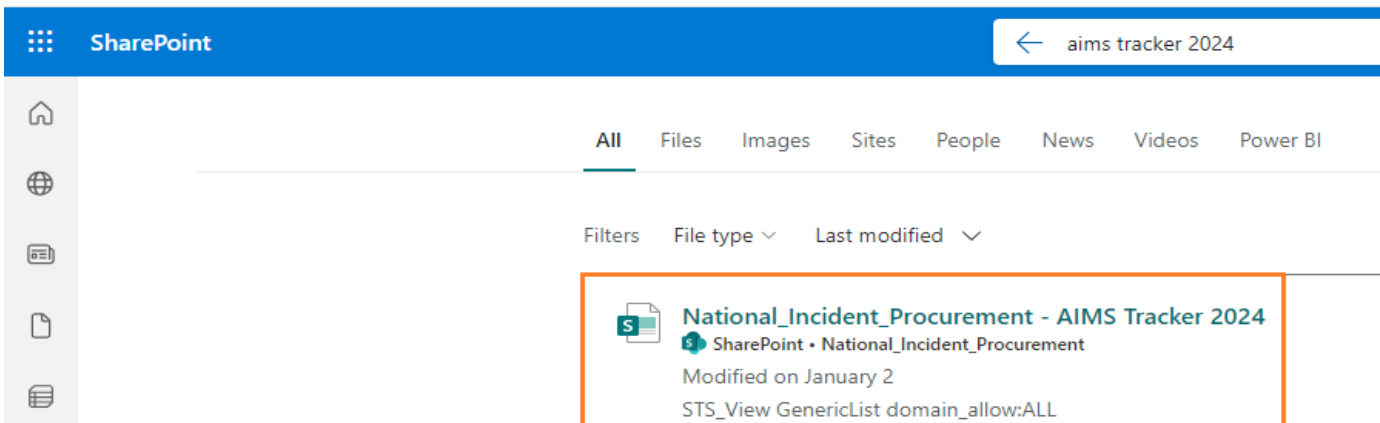 SharePoint
aims tracker 2024
All Files Images Sites People News Videos Power BI
Filters File type Last modified
National_Incident_Procurement - AIMS Tracker 2024
SharePoint • National_Incident_Procurement
Modified on January 2
STS_View GenericList domain_allow:ALL